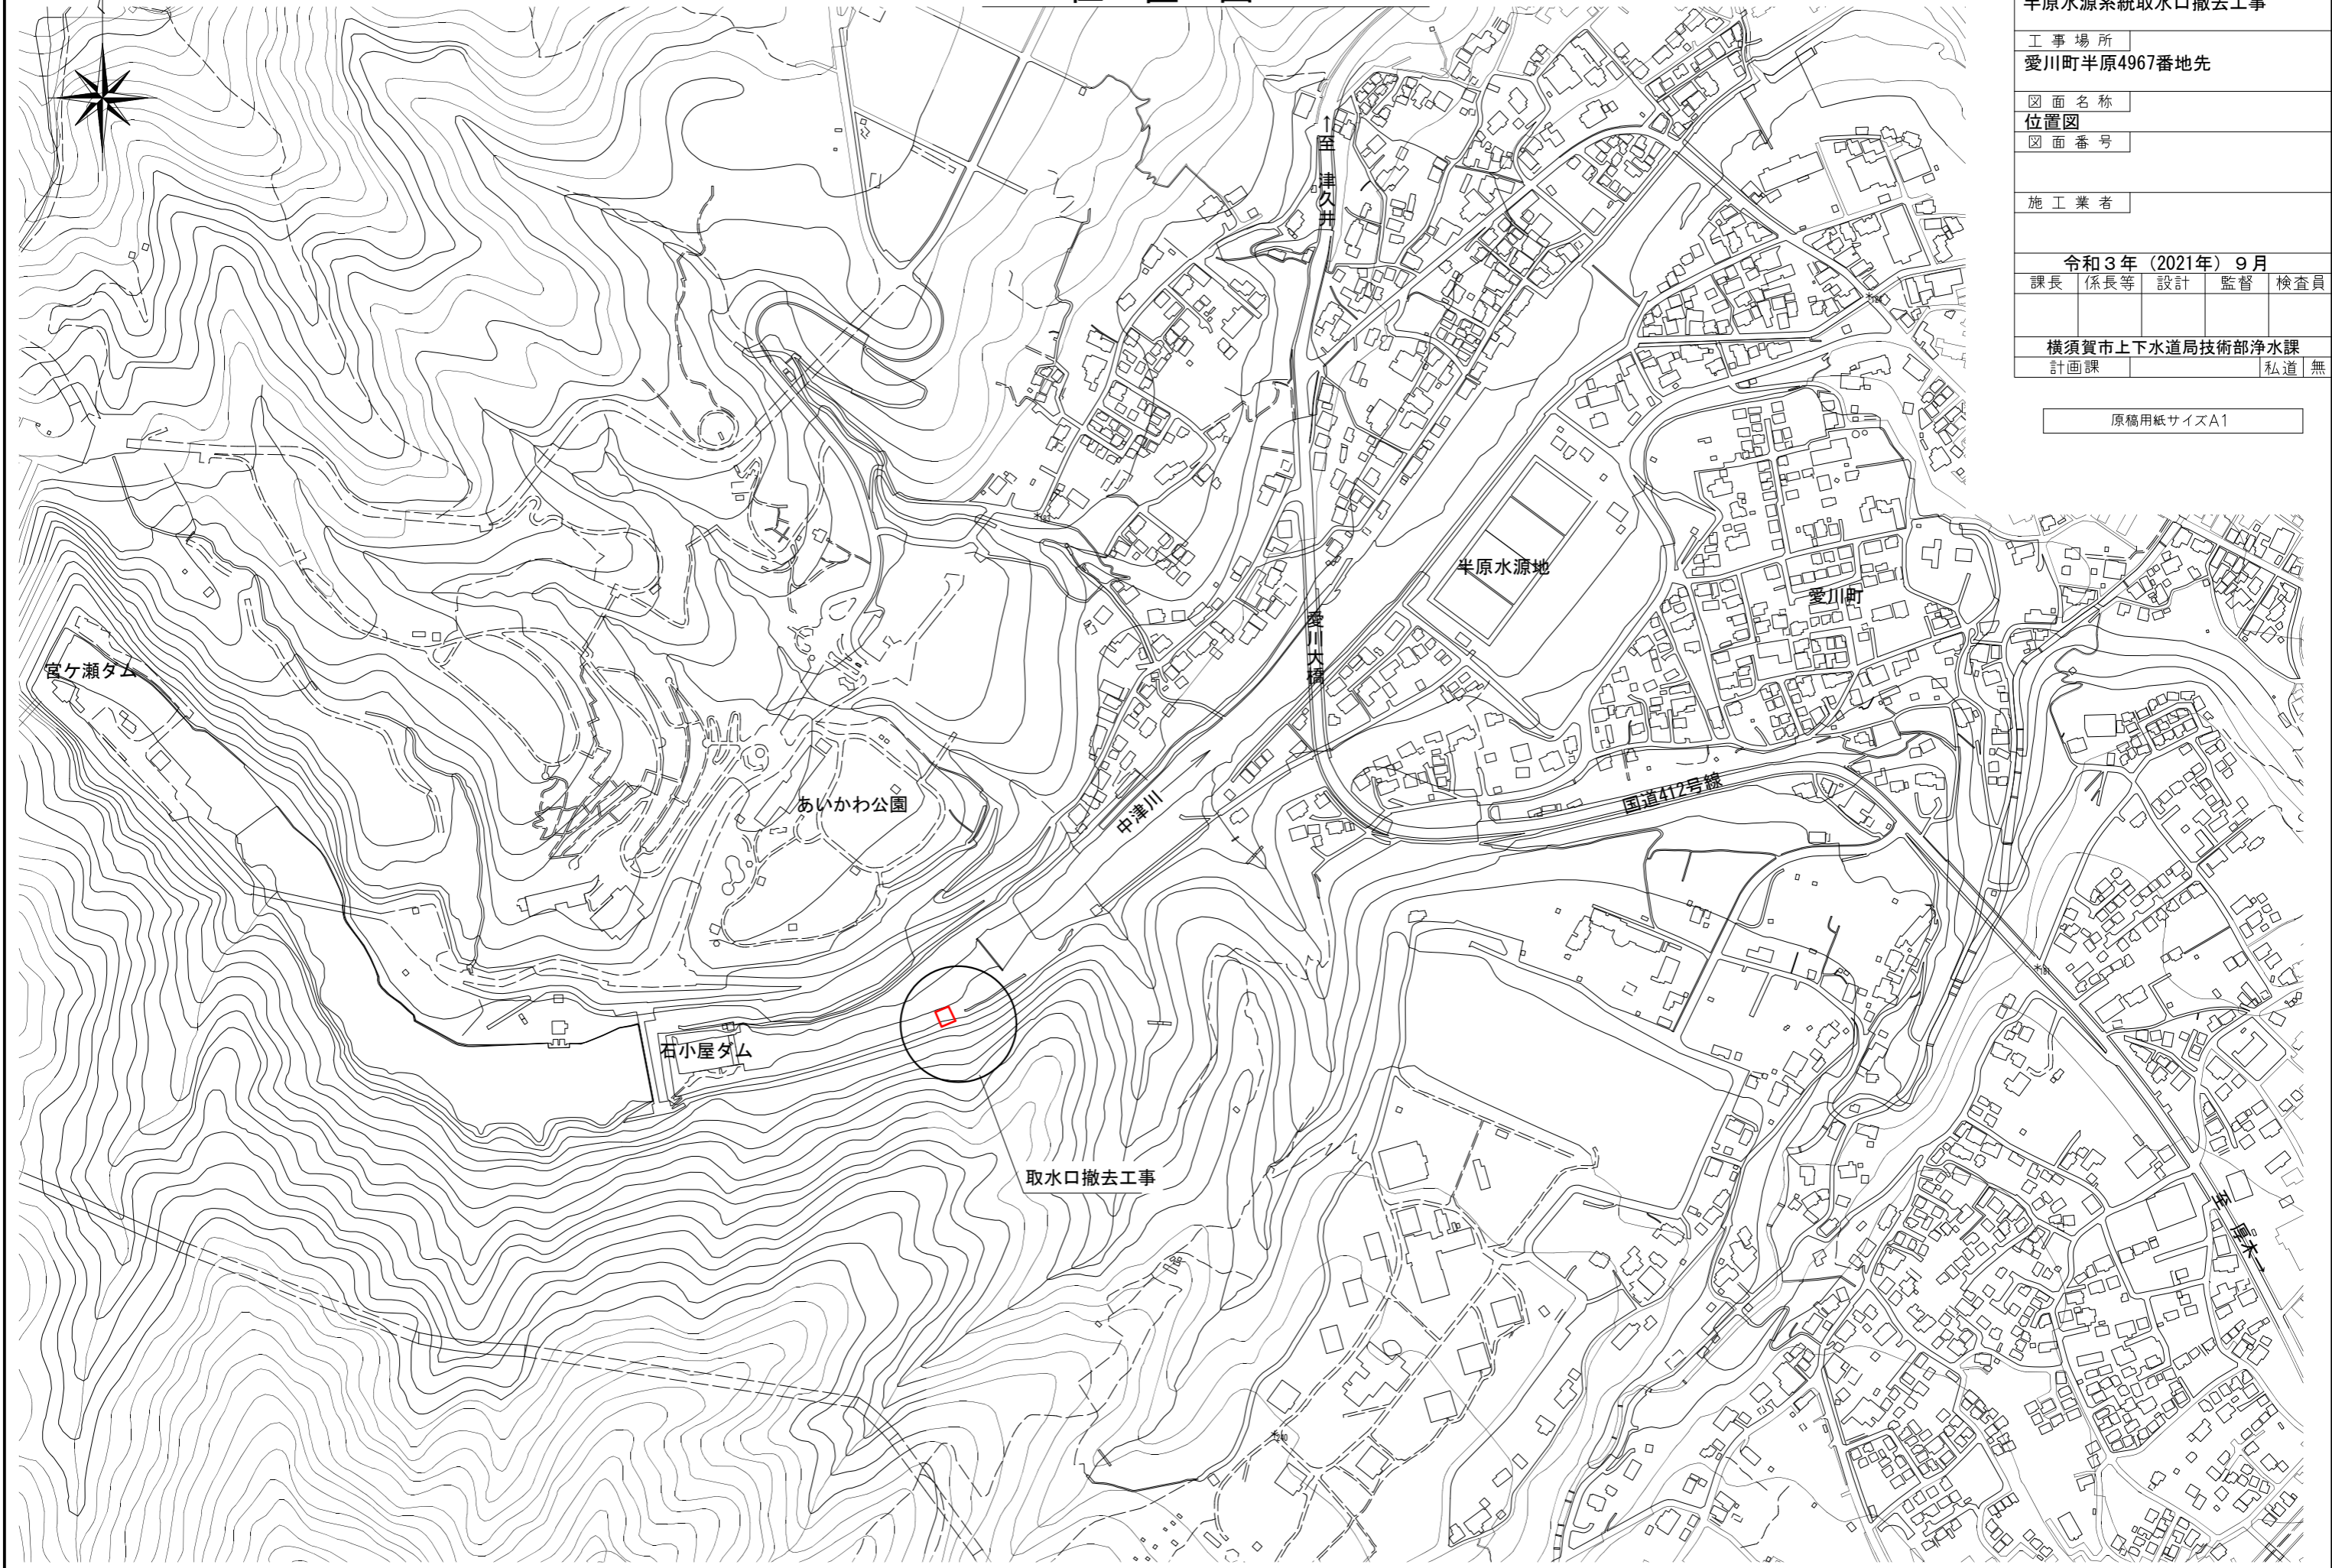 位置図
半原水源系統取水口撤去工事
工事場所
愛川町半原4967番地先
図面名称
位置図
図面番号
施工業者
令和3年(2021年)9月
課長 係長等 設計 監督 検査員
横須賀市上下水道局技術部浄水課
計画課 私道 無
原稿用紙サイズA1
←至 津久井
半原水源地
愛川町
愛川大橋
宮ケ瀬ダム
あいかわ公園
中津川
国道412号線
石小屋ダム
取水口撤去工事
至 厚木→
240